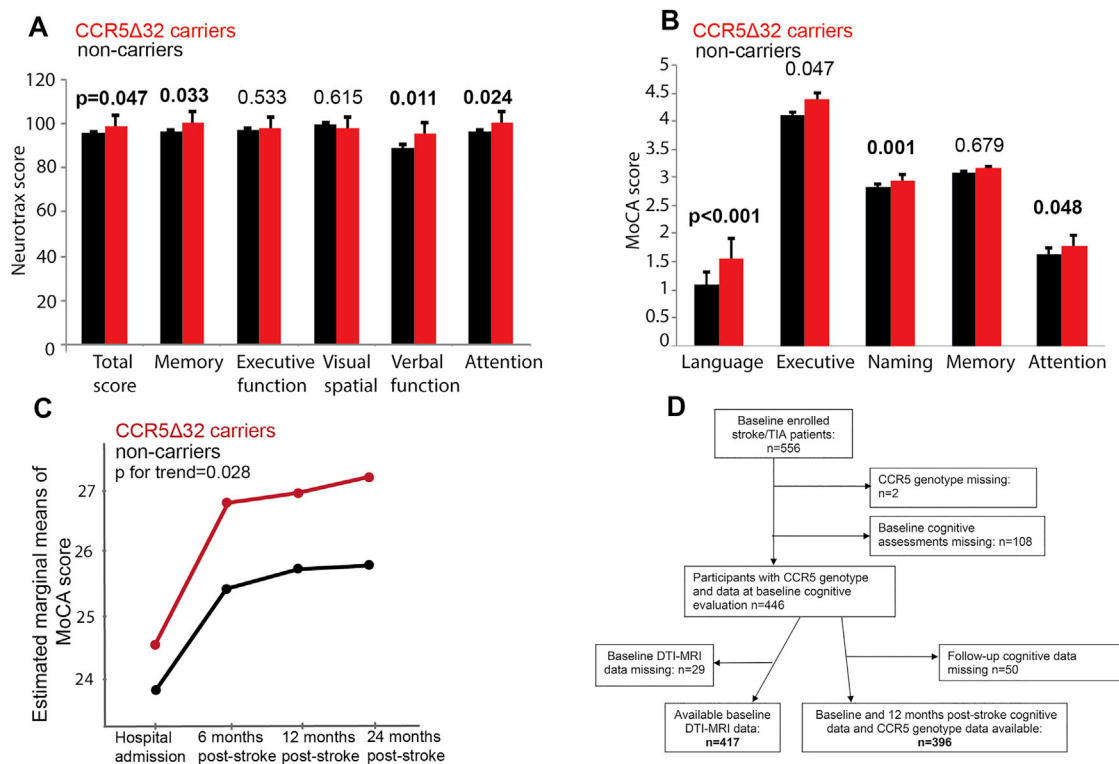 A
CCR5Δ32 carriers
non-carriers
Neurotrax score
120
100
80
60
40
20
0
p=0.047
0.033
0.533
0.615
0.011
0.024
Total
score
Memory
Executive
function
Visual
spatial
Verbal
function
Attention
B
CCR5Δ32 carriers
non-carriers
MoCA score
5
4.5
4
3.5
3
2.5
2
1.5
1
0.5
0
p<0.001
0.047
0.001
0.679
0.048
Language
Executive
Naming
Memory
Attention
C
CCR5Δ32 carriers
non-carriers
p for trend=0.028
Estimated marginal means of
MoCA score
27
26
25
24
Hospital
admission
6 months
post-stroke
12 months
post-stroke
24 months
post-stroke
D
Baseline enrolled
stroke/TIA patients:
n=556
CCR5 genotype missing:
n=2
Baseline cognitive
assessments missing: n=108
Participants with CCR5 genotype
and data at baseline cognitive
evaluation n=446
Baseline DTI-MRI
data missing: n=29
Follow-up cognitive data
missing n=50
Available baseline
DTI-MRI data:
n=417
Baseline and 12 months post-stroke cognitive
data and CCR5 genotype data available:
n=396